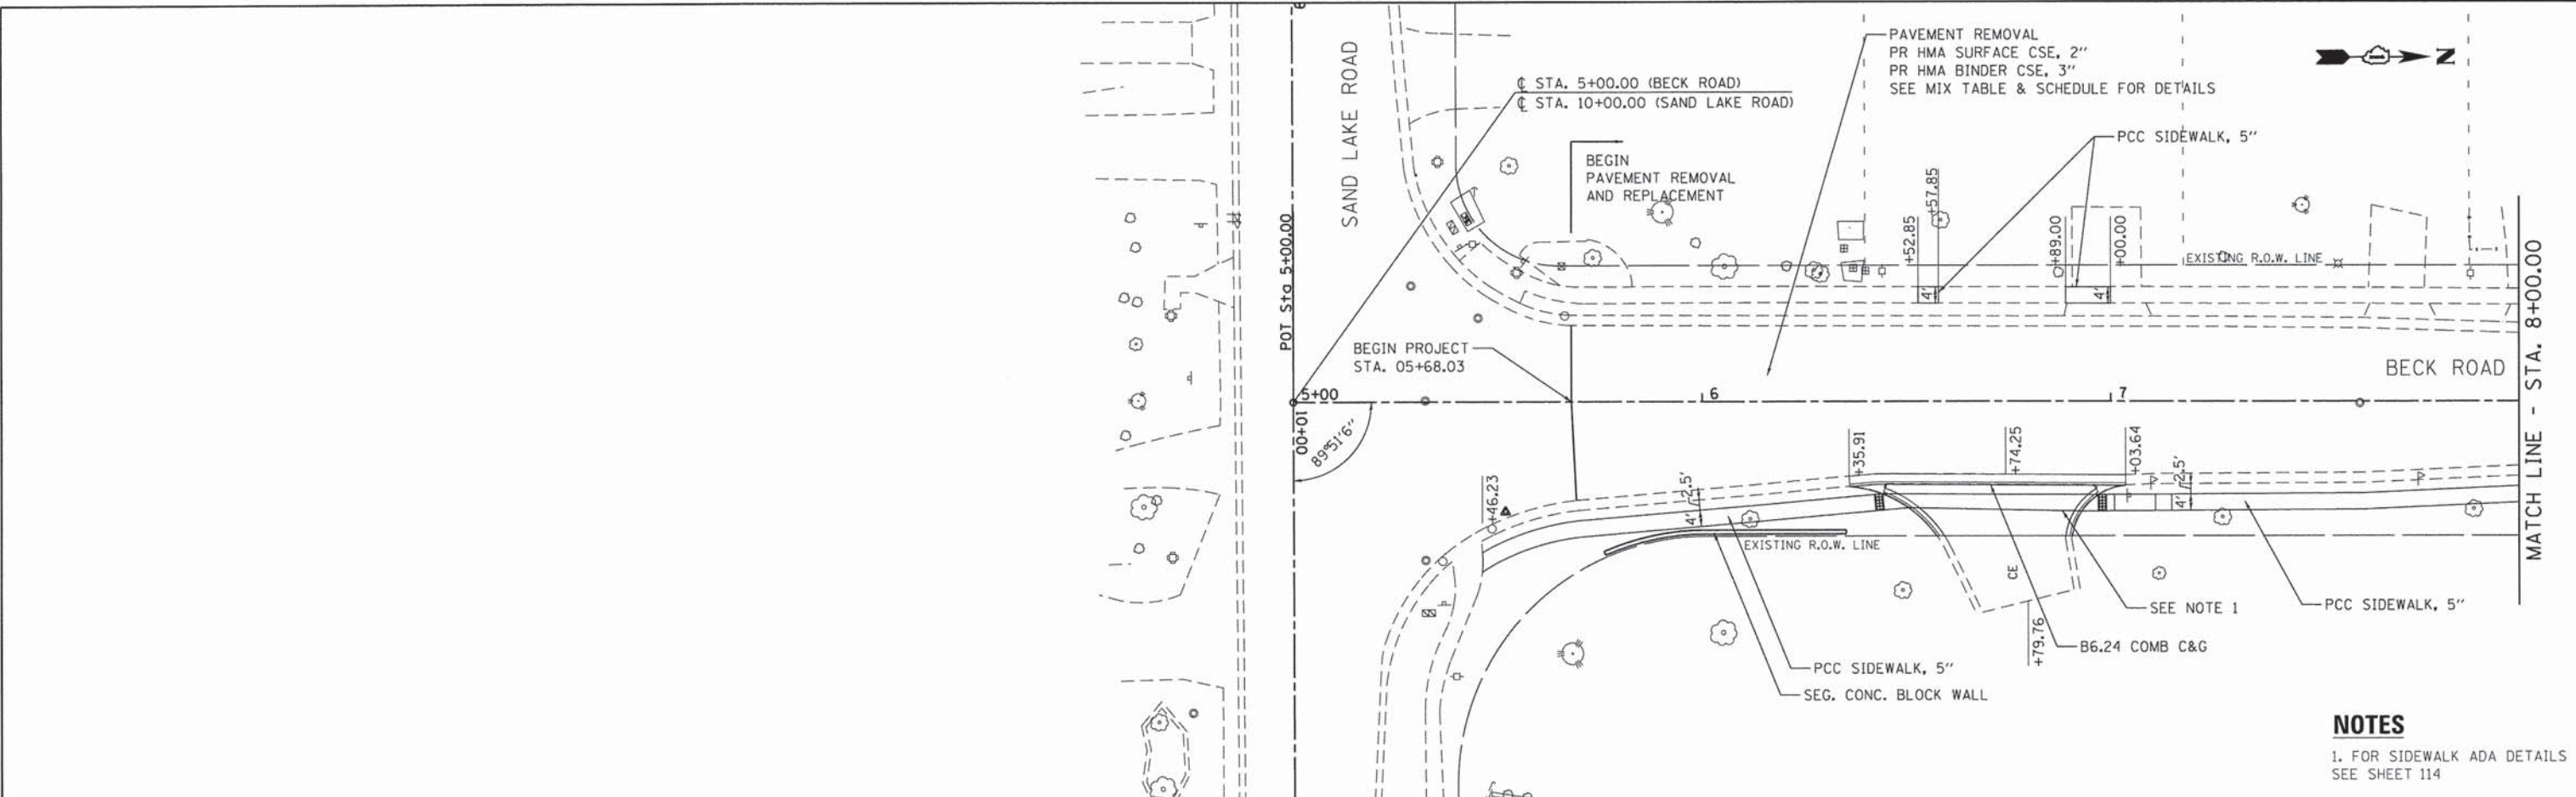 PAVEMENT REMOVAL
PR HMA SURFACE CSE, 2"
PR HMA BINDER CSE, 3"
SEE MIX TABLE & SCHEDULE FOR DETAILS
N
SAND LAKE ROAD
℄ STA. 5+00.00 (BECK ROAD)
℄ STA. 10+00.00 (SAND LAKE ROAD)
PCC SIDEWALK, 5"
BEGIN
PAVEMENT REMOVAL
AND REPLACEMENT
POT Sta 5+00.00
+52.85
+57.85
+89.00
+00.00
EXISTING R.O.W. LINE
4'
4'
BEGIN PROJECT
STA. 05+68.03
BECK ROAD
MATCH LINE - STA. 8+00.00
5+00
6
7
10+00
89°51'6"
+46.23
4'
2.5'
+35.91
+74.25
+03.64
4'
2.5'
EXISTING R.O.W. LINE
CE
+79.76
SEE NOTE 1
PCC SIDEWALK, 5"
B6.24 COMB C&G
PCC SIDEWALK, 5"
SEG. CONC. BLOCK WALL
NOTES
1. FOR SIDEWALK ADA DETAILS
SEE SHEET 114